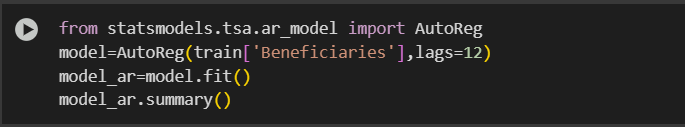 from statsmodels.tsa.ar_model import AutoReg
model=AutoReg(train['Beneficiaries'],lags=12)
model_ar=model.fit()
model_ar.summary()